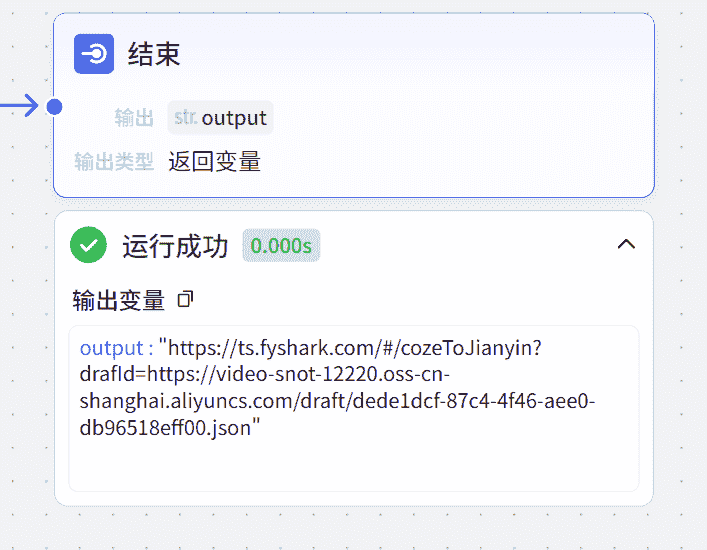 结束
输出 str. output
输出类型 返回变量
运行成功 0.000s
输出变量
output : "https://ts.fyshark.com/#/cozeToJianyin?
drafId=https://video-snot-12220.oss-cn-
shanghai.aliyuncs.com/draft/dede1dcf-87c4-4f46-aee0-
db96518eff00.json"